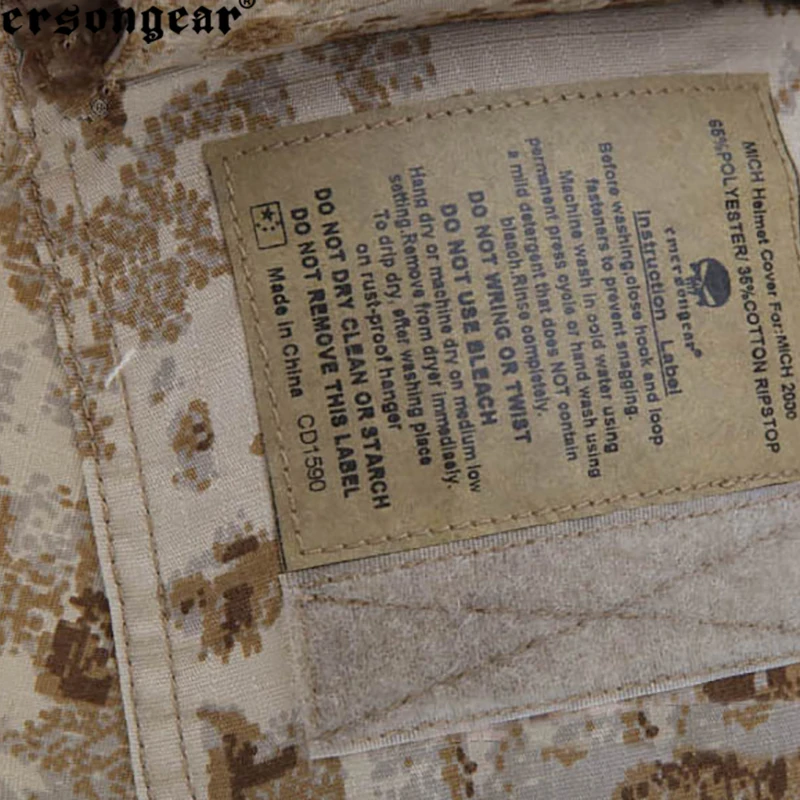 ersongear®
MICH Helmet Cover For:MICH 2000
65%POLYESTER/ 35%COTTON RIPSTOP
emersongear®
Instruction Label
Before washing,close hook and loop
fasteners to prevent snagging.
Machine wash in cold water using
permanent press cycle or hand wash using
a mild detergent that does NOT contain
bleach.Rinse completely.
DO NOT WRING OR TWIST
DO NOT USE BLEACH
Hang dry or machine dry on medium low
setting.Remove from dryer immediately.
To drip dry, after washing place
on rust-proof hanger
DO NOT DRY CLEAN OR STARCH
DO NOT REMOVE THIS LABEL
Made in China CD1590